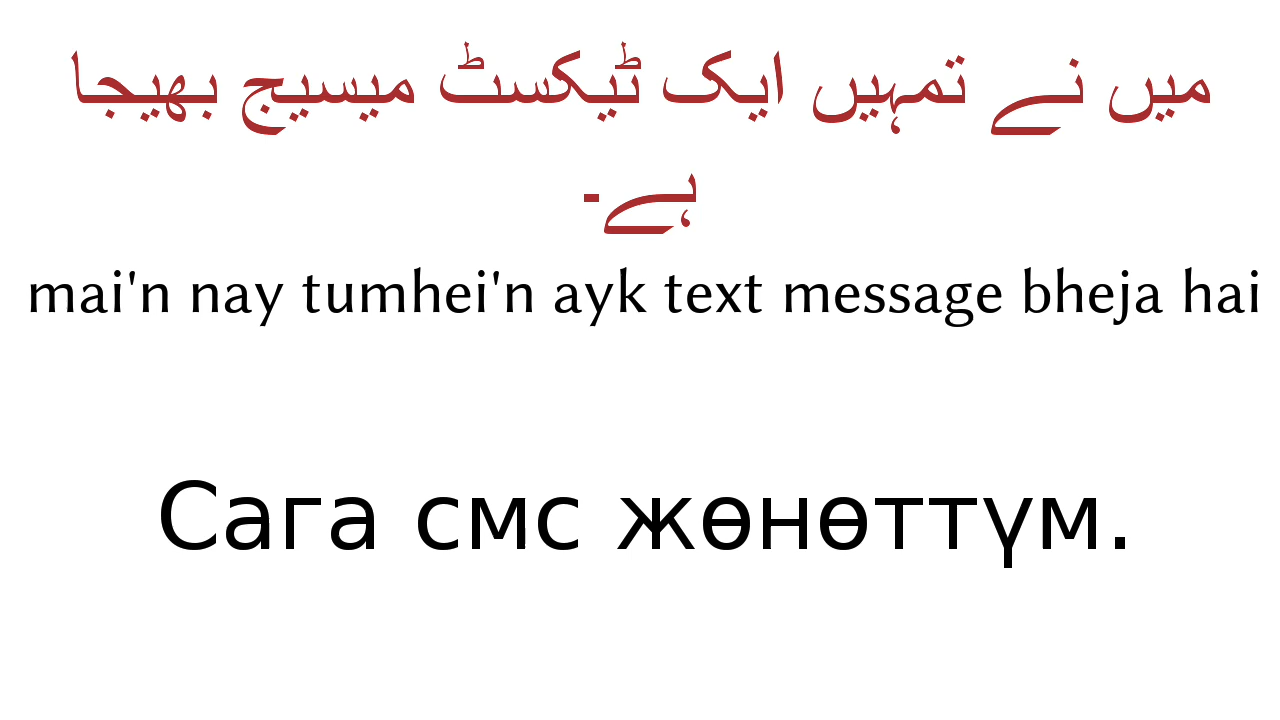 میں نے تمہیں ایک ٹیکسٹ میسیج بھیجا
ہے۔
mai'n nay tumhei'n ayk text message bheja hai
Сага смс жөнөттүм.